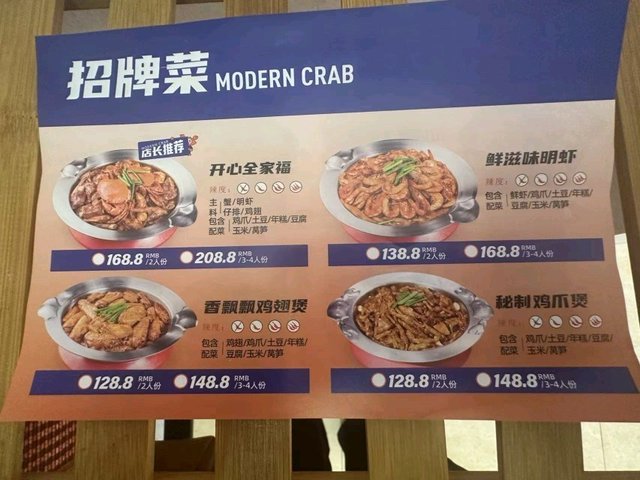 招牌菜 MODERN CRAB
店长推荐
开心全家福
辣度：
主料 蟹/明虾
仔排/鸡翅
包含配菜 鸡爪/土豆/年糕/豆腐
玉米/莴笋
168.8 RMB/2人份 208.8 RMB/3-4人份
鲜滋味明虾
辣度：
包含配菜 鲜虾/鸡爪/土豆/年糕/
豆腐/玉米/莴笋
138.8 RMB/2人份 168.8 RMB/3-4人份
香飘飘鸡翅煲
辣度：
包含配菜 鸡翅/鸡爪/土豆/年糕/
豆腐/玉米/莴笋
128.8 RMB/2人份 148.8 RMB/3-4人份
秘制鸡爪煲
辣度：
包含配菜 鸡爪/土豆/年糕/豆腐/
玉米/莴笋
128.8 RMB/2人份 148.8 RMB/3-4人份